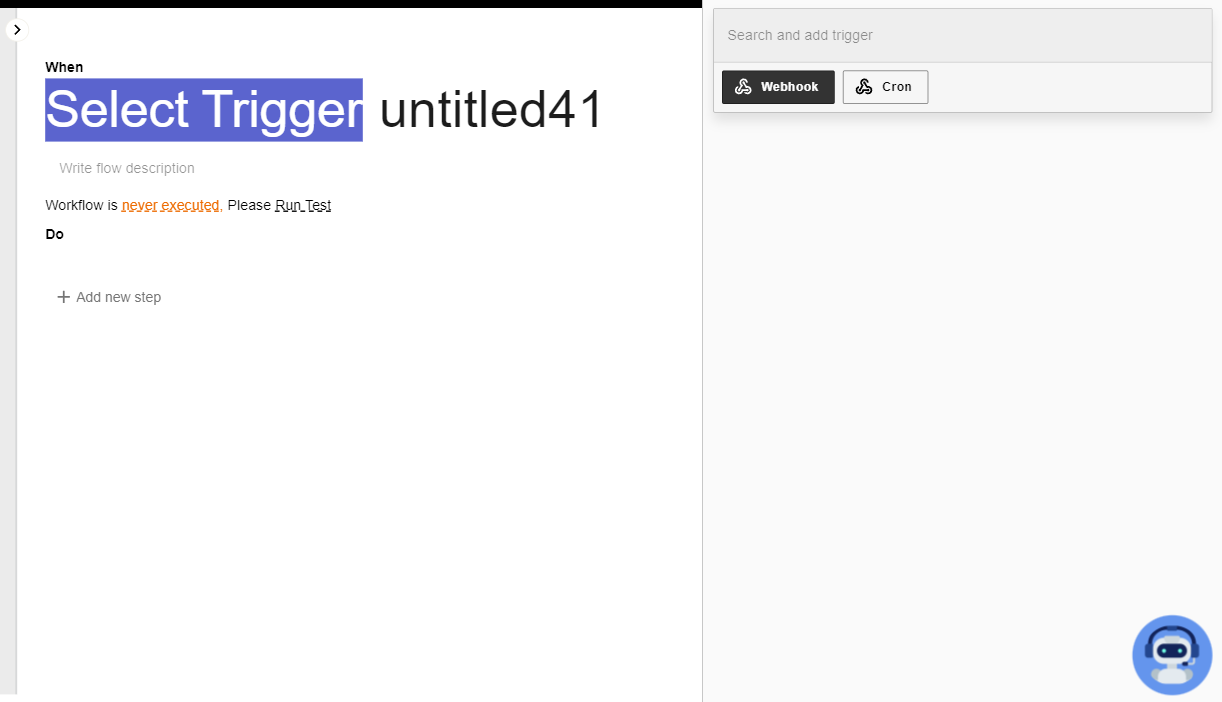 When
Select Trigger untitled41
Write flow description
Workflow is never executed, Please Run Test
Do
Add new step
Search and add trigger
Webhook Cron